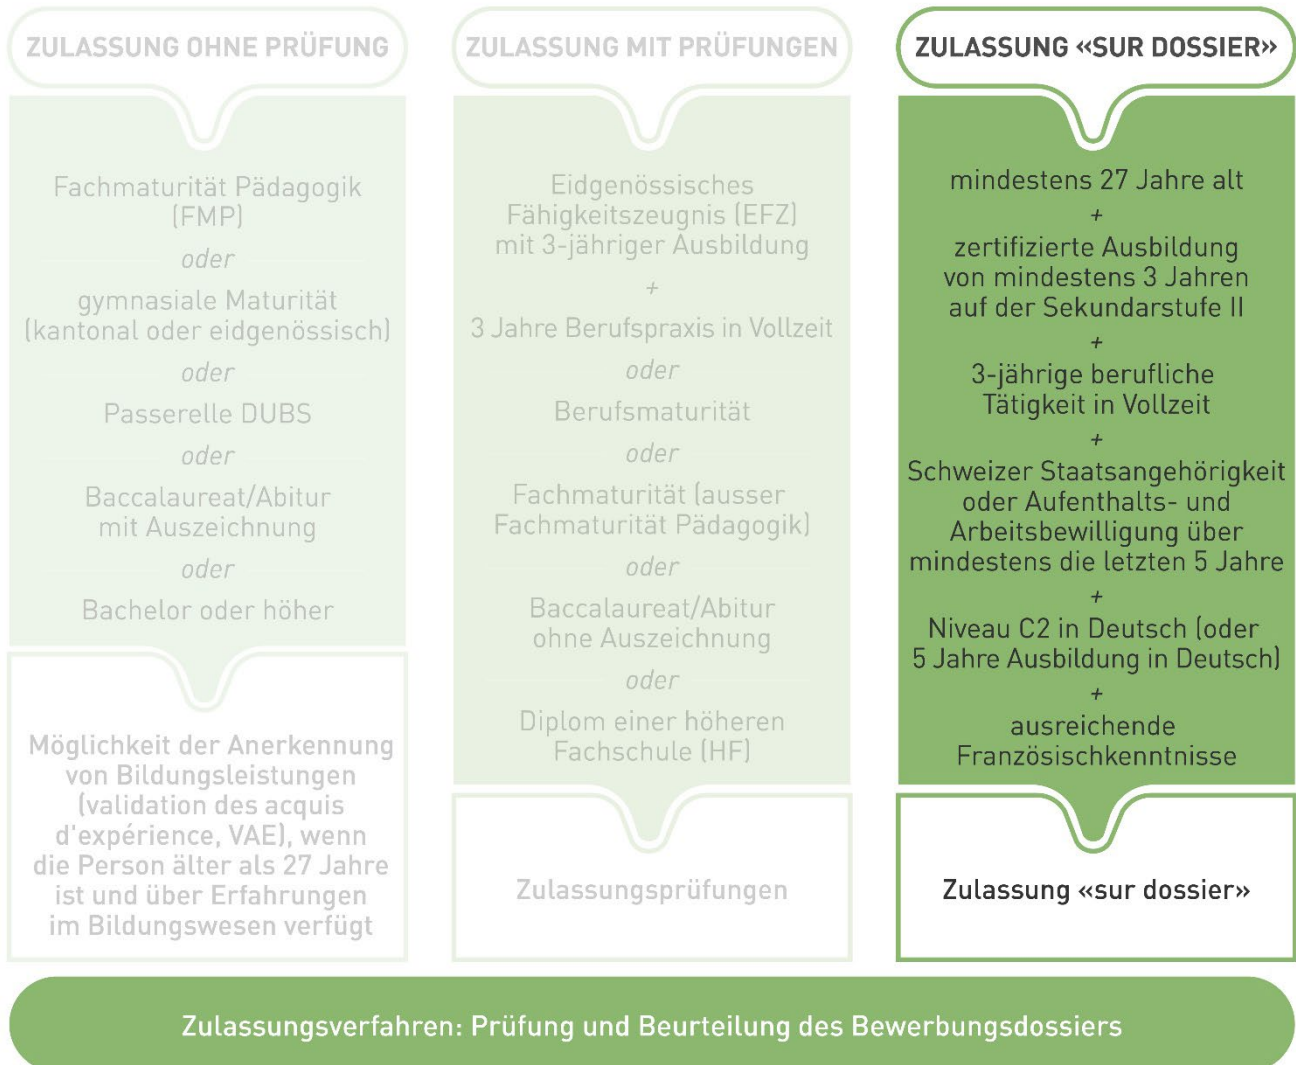 ZULASSUNG OHNE PRÜFUNG
Fachmaturität Pädagogik
(FMP)
oder
gymnasiale Maturität
(kantonal oder eidgenössisch)
oder
Passerelle DUBS
oder
Baccalaureat/Abitur
mit Auszeichnung
oder
Bachelor oder höher
Möglichkeit der Anerkennung
von Bildungsleistungen
(validation des acquis
d'expérience, VAE), wenn
die Person älter als 27 Jahre
ist und über Erfahrungen
im Bildungswesen verfügt
ZULASSUNG MIT PRÜFUNGEN
Eidgenössisches
Fähigkeitszeugnis (EFZ)
mit 3-jähriger Ausbildung
+
3 Jahre Berufspraxis in Vollzeit
oder
Berufsmaturität
oder
Fachmaturität (ausser
Fachmaturität Pädagogik)
oder
Baccalaureat/Abitur
ohne Auszeichnung
oder
Diplom einer höheren
Fachschule (HF)
Zulassungsprüfungen
ZULASSUNG «SUR DOSSIER»
mindestens 27 Jahre alt
+
zertifizierte Ausbildung
von mindestens 3 Jahren
auf der Sekundarstufe II
+
3-jährige berufliche
Tätigkeit in Vollzeit
+
Schweizer Staatsangehörigkeit
oder Aufenthalts- und
Arbeitsbewilligung über
mindestens die letzten 5 Jahre
+
Niveau C2 in Deutsch (oder
5 Jahre Ausbildung in Deutsch)
+
ausreichende
Französischkenntnisse
Zulassung «sur dossier»
Zulassungsverfahren: Prüfung und Beurteilung des Bewerbungsdossiers